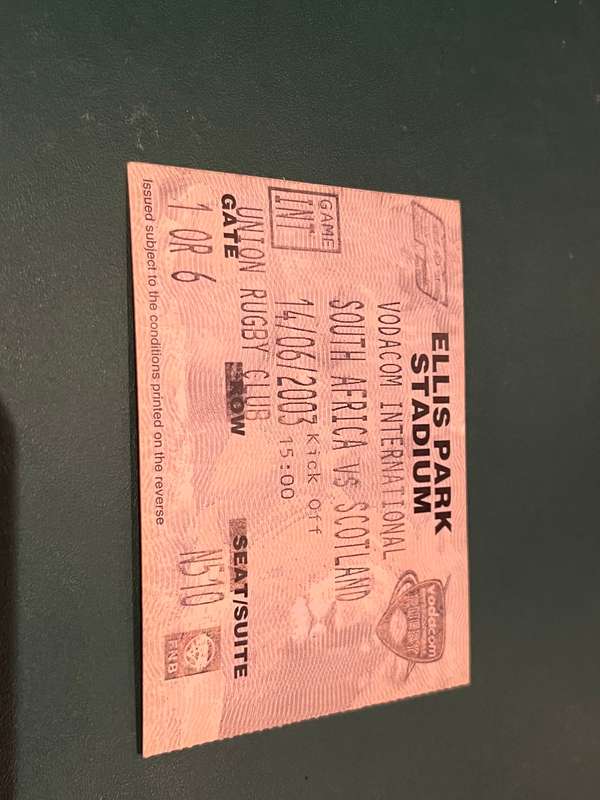 ELLIS PARK
STADIUM
vodacom
RUGBY
VODACOM INTERNATIONAL
SOUTH AFRICA VS SCOTLAND
GAME
INT
14/06/2003 Kick Off 15:00
UNION RUGBY CLUB
GATE ROW SEAT/SUITE
1 OR 6 N510
FNB
Issued subject to the conditions printed on the reverse